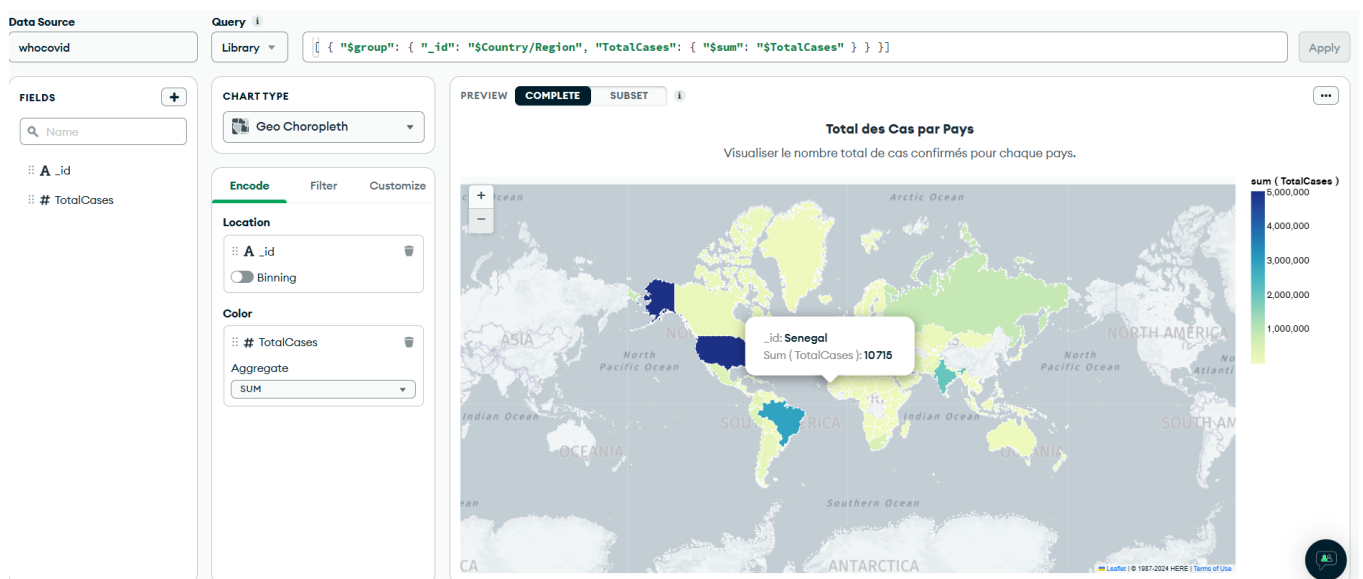 Data Source
whocovid
Query i
Library
[ { "$group": { "_id": "$Country/Region", "TotalCases": { "$sum": "$TotalCases" } } }]
Apply
FIELDS
+
Name
A _id
# TotalCases
CHART TYPE
Geo Choropleth
Encode Filter Customize
Location
A _id
Binning
Color
# TotalCases
Aggregate
SUM
PREVIEW COMPLETE SUBSET i
Total des Cas par Pays
Visualiser le nombre total de cas confirmés pour chaque pays.
+
−
Arctic Ocean
ASIA
North
Pacific Ocean
_id: Senegal
Sum ( TotalCases ): 10 715
NORTH AMERICA
North
Pacific Ocean
Indian Ocean
Indian Ocean
OCEANIA
Southern Ocean
ANTARCTICA
Leaflet | © 1987-2024 HERE | Terms of Use
sum ( TotalCases )
5,000,000
4,000,000
3,000,000
2,000,000
1,000,000